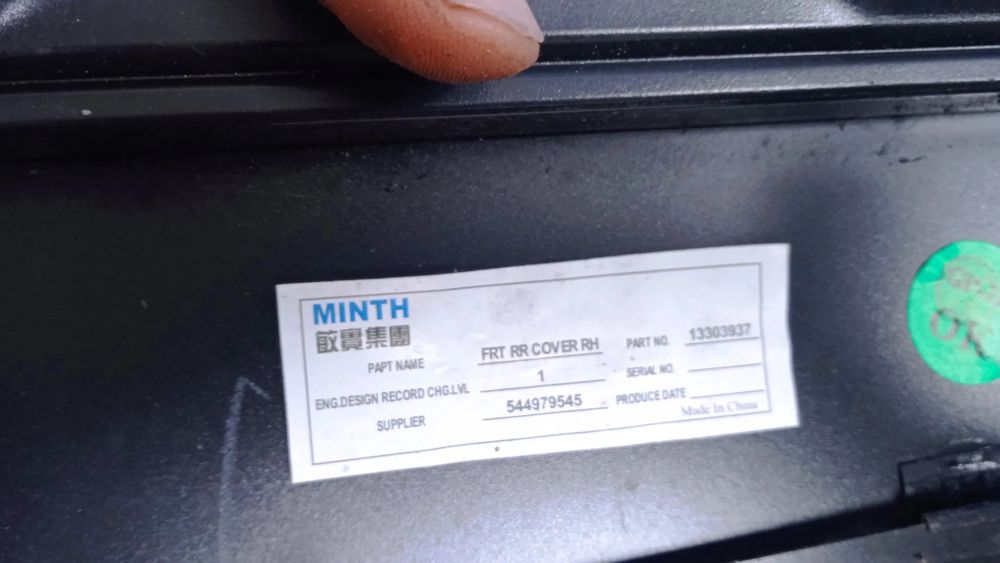 MINTH
敏實集團
PAPT NAME FRT RR COVER RH PART NO. 13303937
ENG.DESIGN RECORD CHG.LVL 1 SERIAL NO.
SUPPLIER 544979545 PRODUCE DATE
Made In China
OK